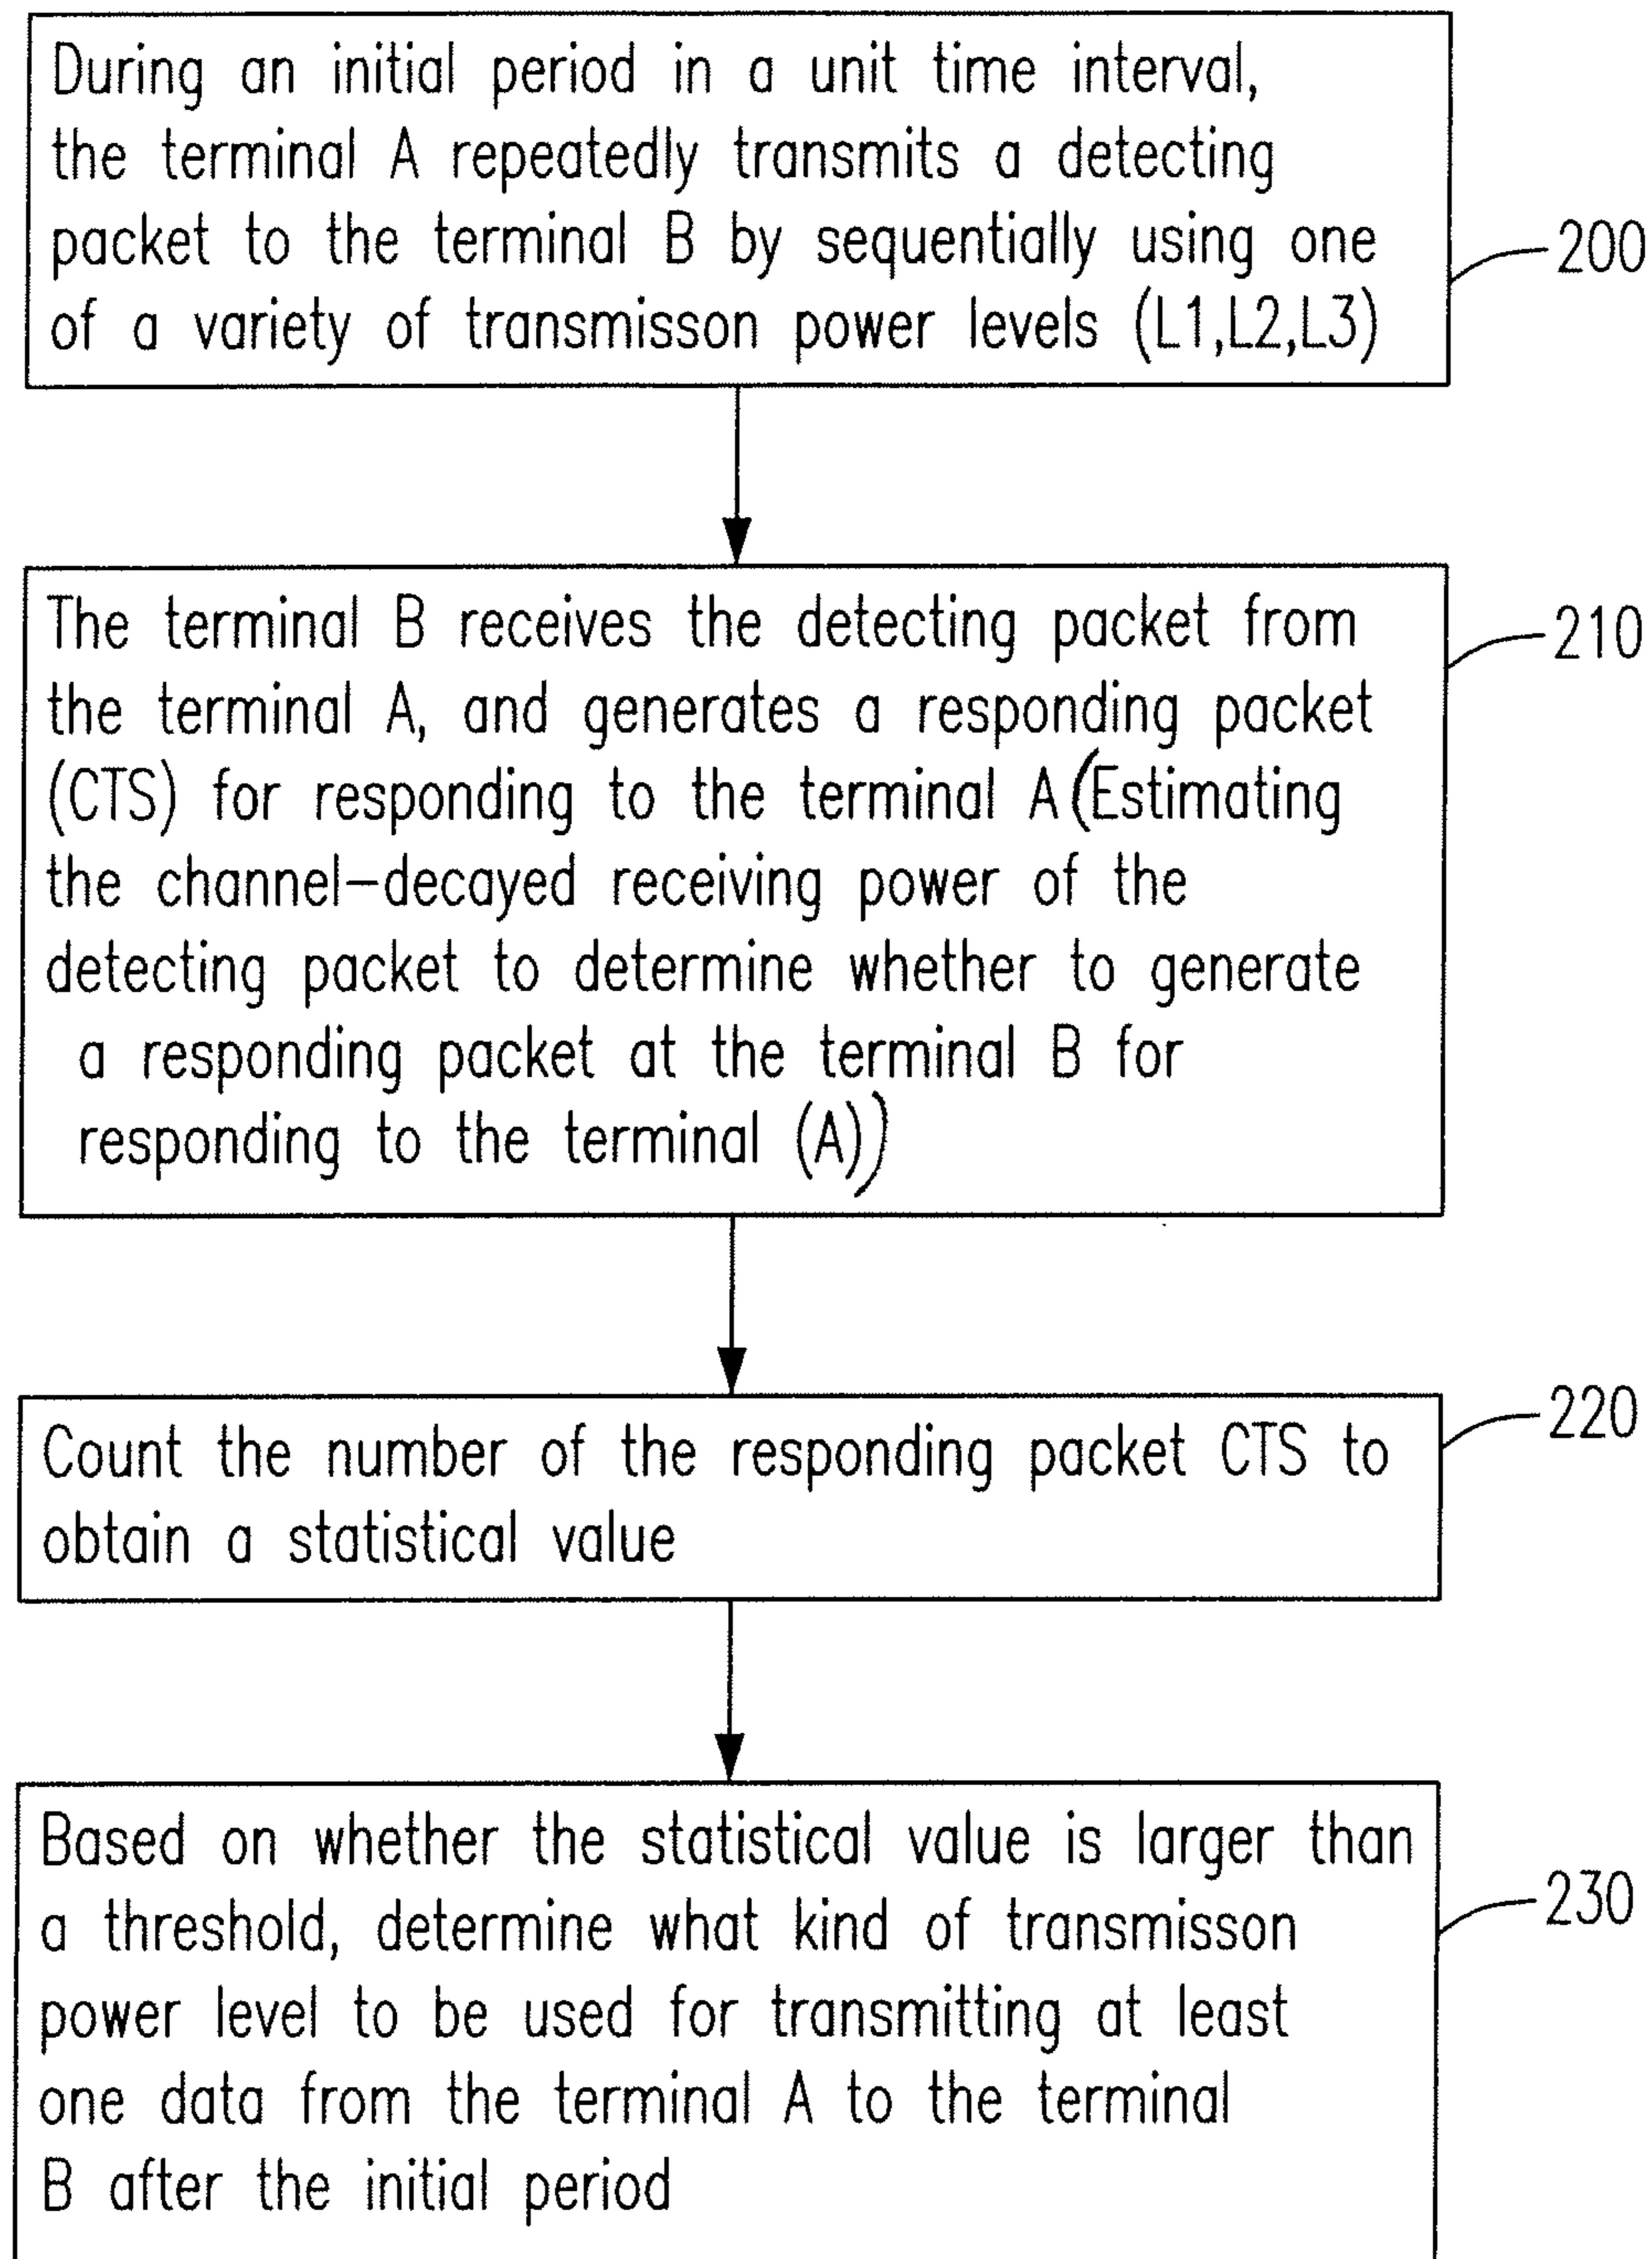 During an initial period in a unit time interval,
the terminal A repeatedly transmits a detecting
packet to the terminal B by sequentially using one
of a variety of transmisson power levels (L1,L2,L3)
200
The terminal B receives the detecting packet from
the terminal A, and generates a responding packet
(CTS) for responding to the terminal A(Estimating
the channel-decayed receiving power of the
detecting packet to determine whether to generate
a responding packet at the terminal B for
responding to the terminal (A))
210
Count the number of the responding packet CTS to
obtain a statistical value
220
Based on whether the statistical value is larger than
a threshold, determine what kind of transmisson
power level to be used for transmitting at least
one data from the terminal A to the terminal
B after the initial period
230